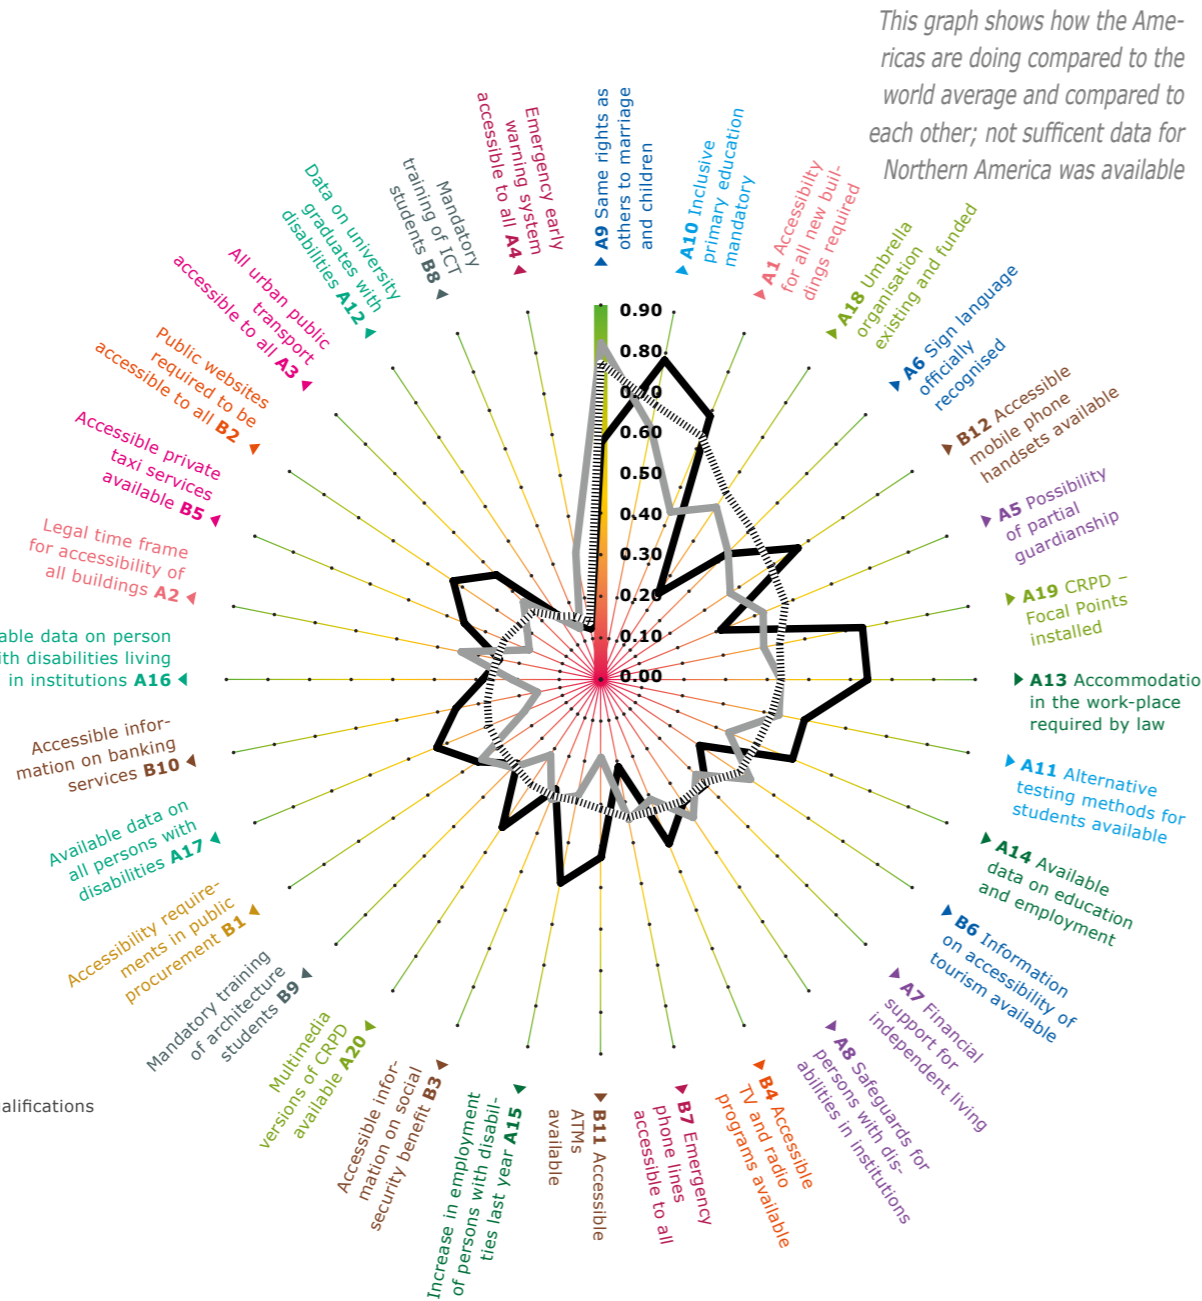 This graph shows how the Ame-
ricas are doing compared to the
world average and compared to
each other; not sufficent data for
Northern America was available
A9 Same rights as
others to marriage
and children
A10 Inclusive
primary education
mandatory
A1 Accessibilty
for all new buil-
dings required
A18 Umbrella
organisation
existing and funded
A6 Sign language
officially
recognised
B12 Accessible
mobile phone
handsets available
A5 Possibility
of partial
guardianship
A19 CRPD –
Focal Points
installed
A13 Accommodatio
in the work-place
required by law
A11 Alternative
testing methods for
students available
A14 Available
data on education
and employment
B6 Information
on accessibility of
tourism available
A7 Financial
support for
independent living
A8 Safeguards for
persons with dis-
abilities in institutions
B4 Accessible
TV and radio
programs available
B7 Emergency
phone lines
accessible to all
B11 Accessible
ATMs
available
Increase in employment
of persons with disabil-
ties last year A15
Accessible infor-
mation on social
security benefit B3
Multimedia
versions of CRPD
available A20
Mandatory training
of architecture
students B9
Accessibility require-
ments in public
procurement B1
Available data on
all persons with
disabilities A17
Accessible infor-
mation on banking
services B10
able data on person
ith disabilities living
in institutions A16
Legal time frame
for accessibility of
all buildings A2
Accessible private
taxi services
available B5
Public websites
required to be
accessible to all B2
All urban public
transport
accessible to all A3
Data on university
graduates with
disabilities A12
Mandatory
training of ICT
students B8
Emergency early
warning system
accessible to all A4
0.90
0.80
0.70
0.60
0.50
0.40
0.30
0.20
0.10
0.00
alifications